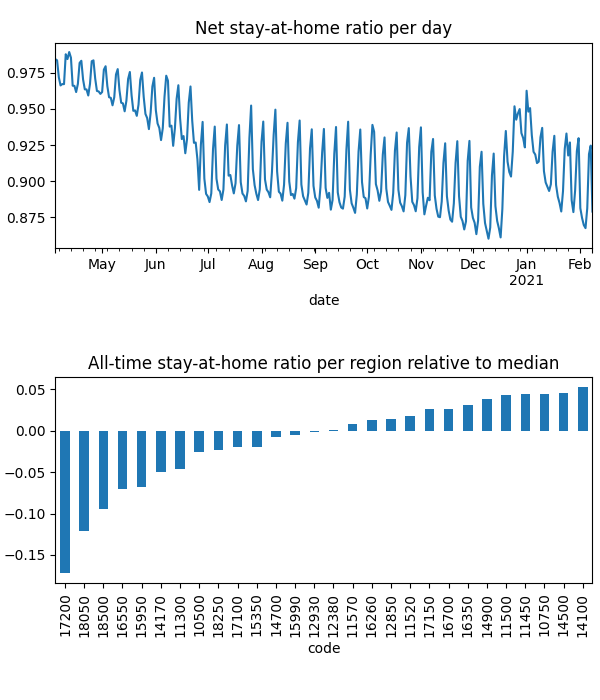 Net stay-at-home ratio per day
0.975
0.950
0.925
0.900
0.875
May Jun Jul Aug Sep Oct Nov Dec Jan Feb
2021
date
All-time stay-at-home ratio per region relative to median
0.05
0.00
−0.05
−0.10
−0.15
17200 18050 18500 16550 15950 14170 11300 10500 18250 17100 15350 14700 15990 12930 12380 11570 16260 12850 11520 17150 16700 16350 14900 11500 11450 10750 14500 14100
code